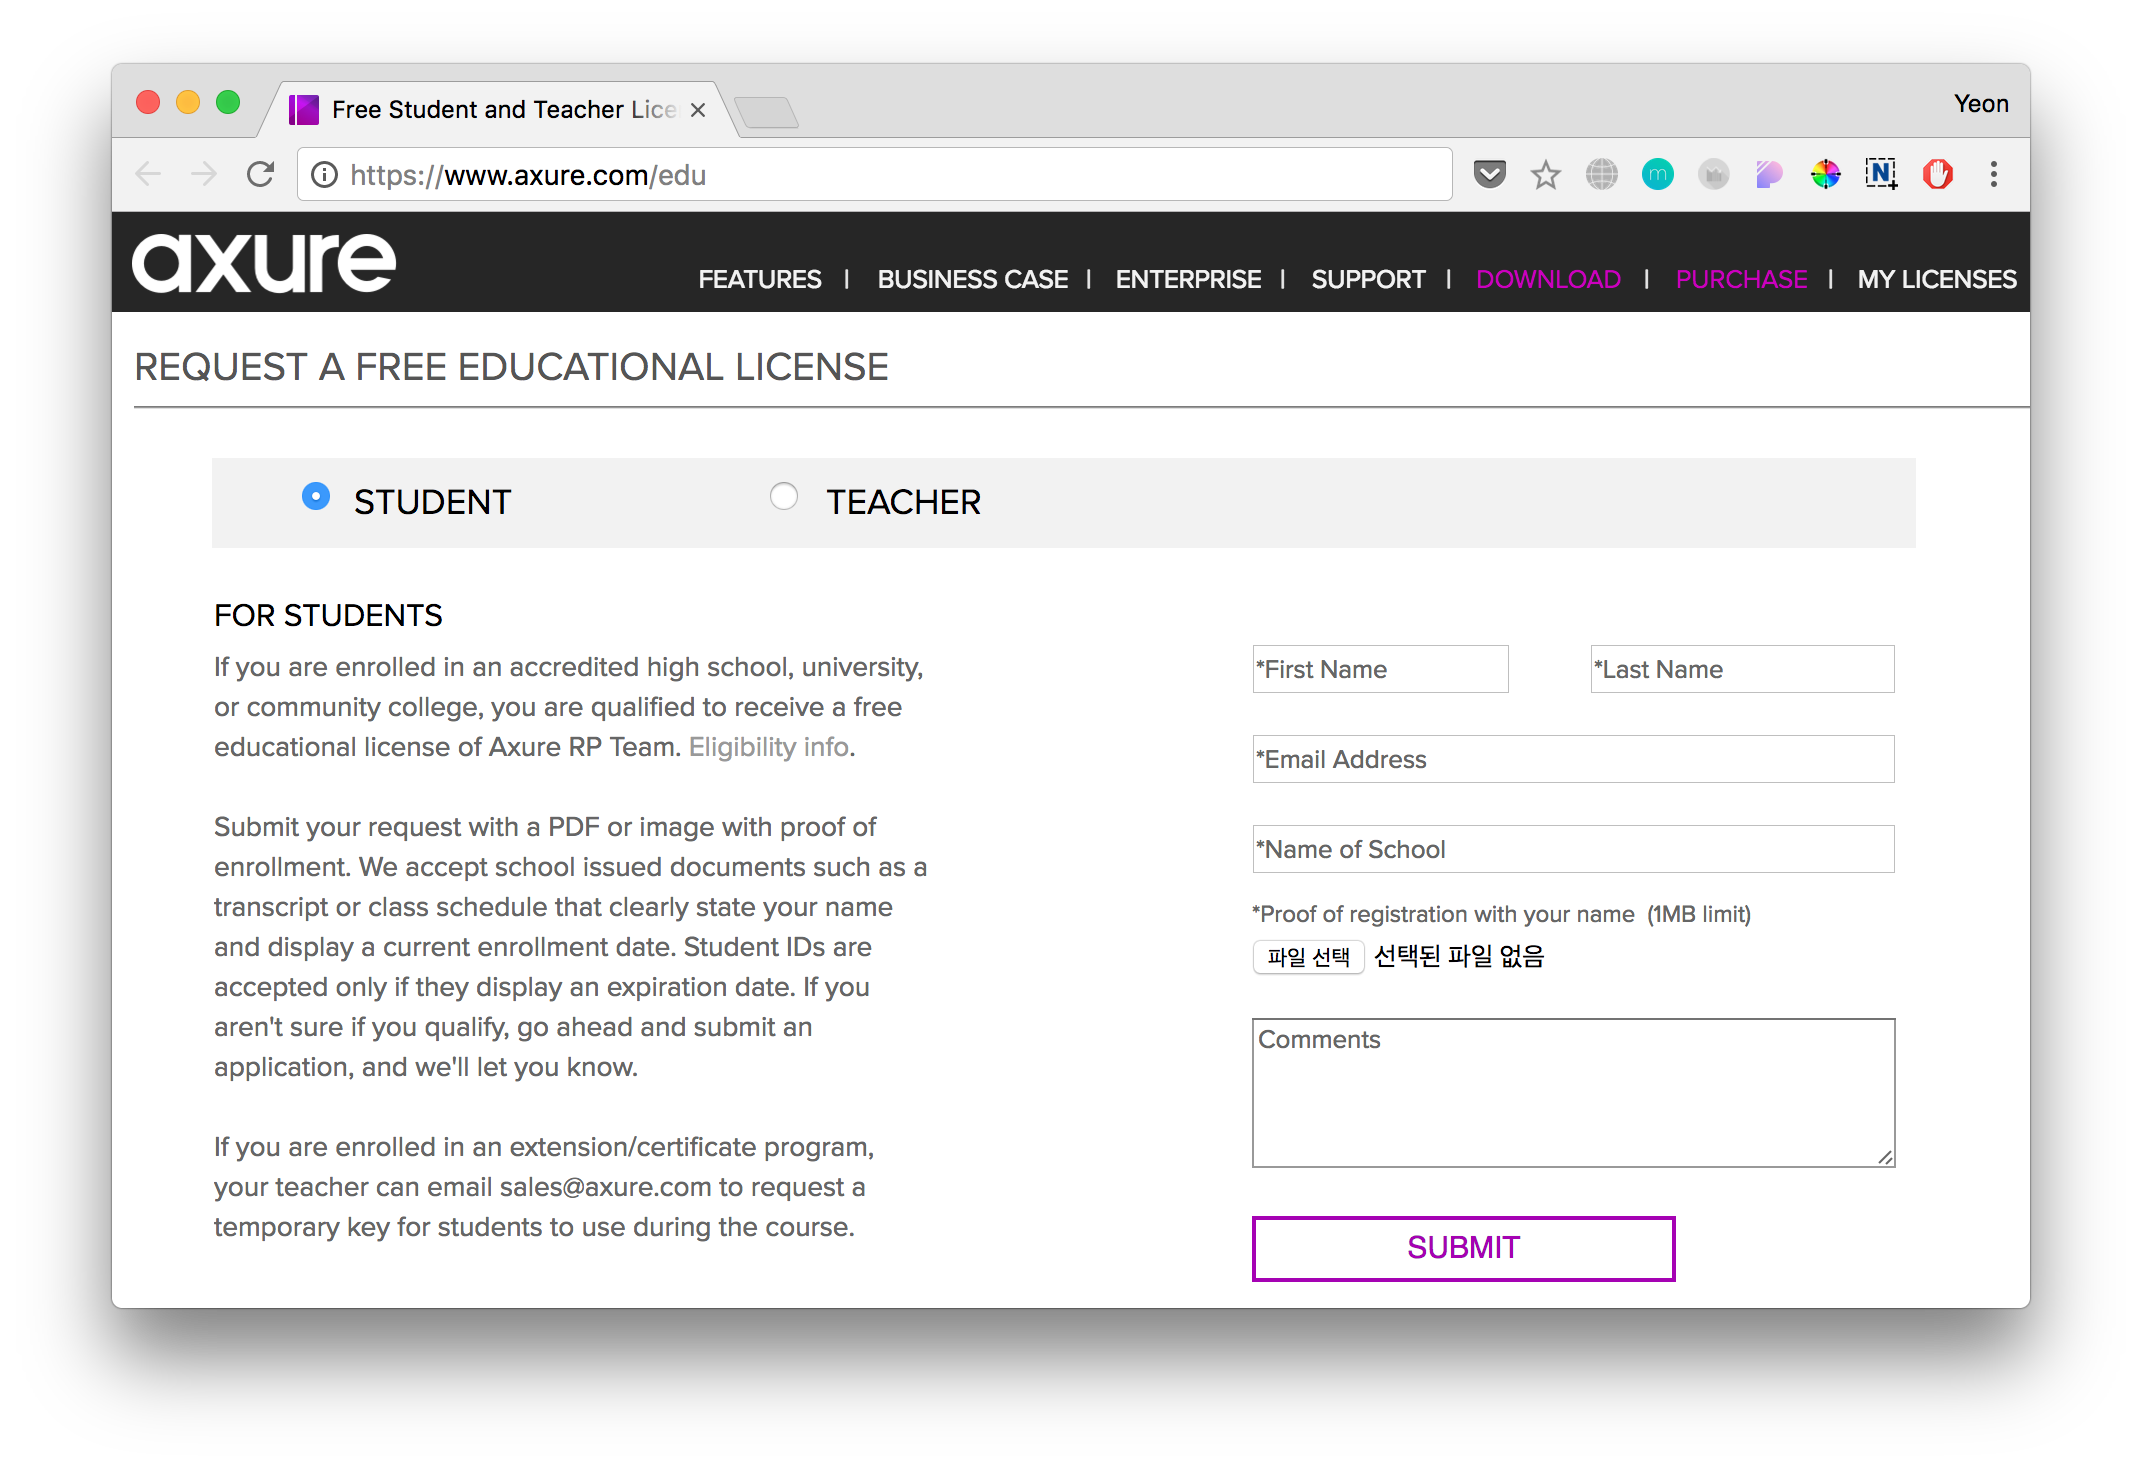 Free Student and Teacher Lice
Yeon
https://www.axure.com/edu
axure
FEATURES | BUSINESS CASE | ENTERPRISE | SUPPORT | DOWNLOAD | PURCHASE | MY LICENSES
REQUEST A FREE EDUCATIONAL LICENSE
STUDENT
TEACHER
FOR STUDENTS
If you are enrolled in an accredited high school, university,
or community college, you are qualified to receive a free
educational license of Axure RP Team. Eligibility info.
Submit your request with a PDF or image with proof of
enrollment. We accept school issued documents such as a
transcript or class schedule that clearly state your name
and display a current enrollment date. Student IDs are
accepted only if they display an expiration date. If you
aren't sure if you qualify, go ahead and submit an
application, and we'll let you know.
If you are enrolled in an extension/certificate program,
your teacher can email sales@axure.com to request a
temporary key for students to use during the course.
*First Name
*Last Name
*Email Address
*Name of School
*Proof of registration with your name (1MB limit)
파일 선택 선택된 파일 없음
Comments
SUBMIT